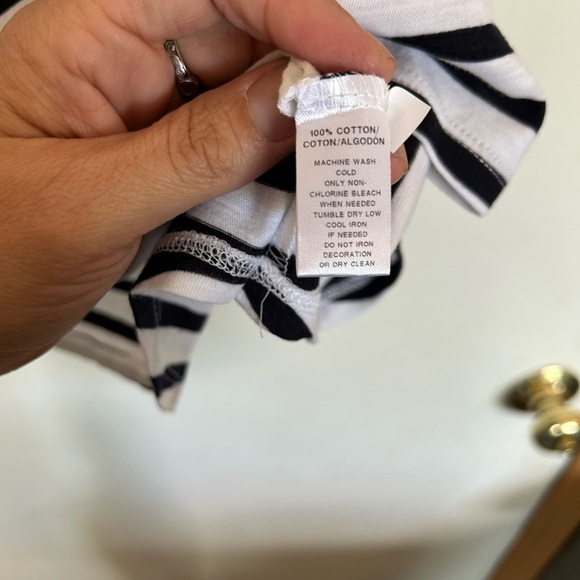 100% COTTON/
COTON/ALGODÓN
MACHINE WASH
COLD
ONLY NON-
CHLORINE BLEACH
WHEN NEEDED
TUMBLE DRY LOW
COOL IRON
IF NEEDED
DO NOT IRON
DECORATION
OR DRY CLEAN